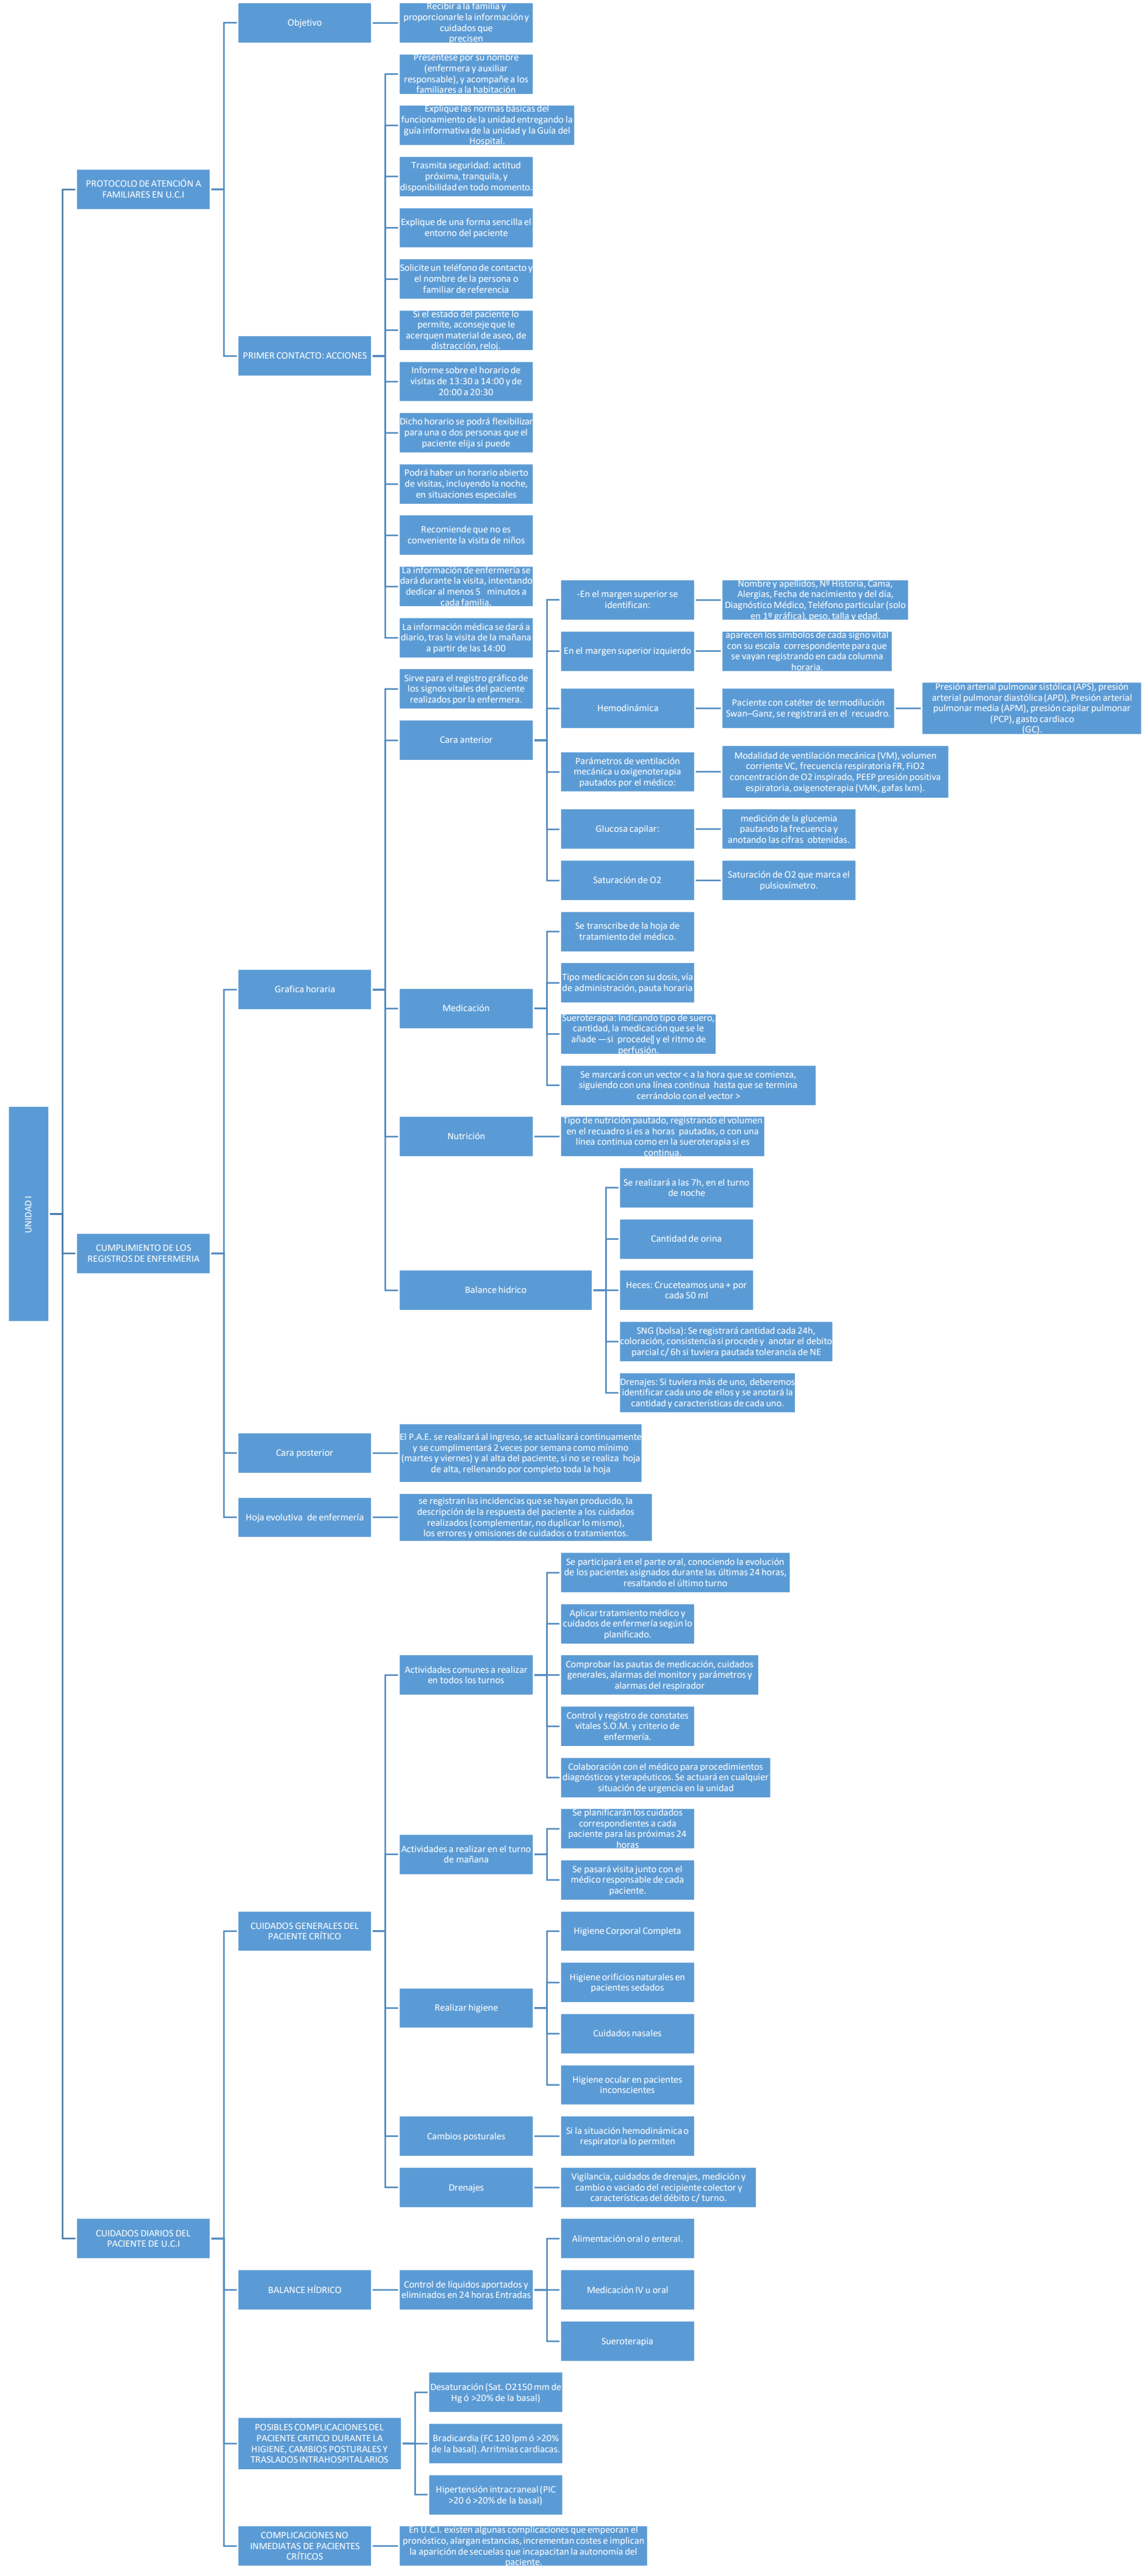 Objetivo
Recibir a la familia y
proporcionarle la información y
cuidados que
precisen
Preséntese por su nombre
(enfermera y auxiliar
responsable), y acompañe a los
familiares a la habitación
Explique las normas básicas del
funcionamiento de la unidad entregando la
guía informativa de la unidad y la Guía del
Hospital.
Trasmita seguridad: actitud
próxima, tranquila, y
disponibilidad en todo momento.
PROTOCOLO DE ATENCIÓN A
FAMILIARES EN U.C.I
Explique de una forma sencilla el
entorno del paciente
Solicite un teléfono de contacto y
el nombre de la persona o
familiar de referencia
Si el estado del paciente lo
permite, aconseje que le
acerquen material de aseo, de
distracción, reloj.
PRIMER CONTACTO: ACCIONES
Informe sobre el horario de
visitas de 13:30 a 14:00 y de
20:00 a 20:30
Dicho horario se podrá flexibilizar
para una o dos personas que el
paciente elija si puede
Podrá haber un horario abierto
de visitas, incluyendo la noche,
en situaciones especiales
Recomiende que no es
conveniente la visita de niños
La información de enfermería se
dará durante la visita, intentando
dedicar al menos 5 minutos a
cada familia.
La información médica se dará a
diario, tras la visita de la mañana
a partir de las 14:00
Sirve para el registro gráfico de
los signos vitales del paciente
realizados por la enfermera.
Cara anterior
-En el margen superior se
identifican:
Nombre y apellidos, Nº Historia, Cama,
Alergias, Fecha de nacimiento y del día,
Diagnóstico Médico, Teléfono particular (solo
en 1º gráfica), peso, talla y edad.
En el margen superior izquierdo
aparecen los símbolos de cada signo vital
con su escala correspondiente para que
se vayan registrando en cada columna
horaria.
Hemodinámica
Paciente con catéter de termodilución
Swan–Ganz, se registrará en el recuadro.
Presión arterial pulmonar sistólica (APS), presión
arterial pulmonar diastólica (APD), Presión arterial
pulmonar media (APM), presión capilar pulmonar
(PCP), gasto cardiaco
(GC).
Parámetros de ventilación
mecánica u oxigenoterapia
pautados por el médico:
Modalidad de ventilación mecánica (VM), volumen
corriente VC, frecuencia respiratoria FR, FiO2
concentración de O2 inspirado, PEEP presión positiva
espiratoria, oxigenoterapia (VMK, gafas lxm).
Glucosa capilar:
medición de la glucemia
pautando la frecuencia y
anotando las cifras obtenidas.
Saturación de O2
Saturación de O2 que marca el
pulsioxímetro.
Grafica horaria
Medicación
Se transcribe de la hoja de
tratamiento del médico.
Tipo medicación con su dosis, vía
de administración, pauta horaria
Sueroterapia: Indicando tipo de suero,
cantidad, la medicación que se le
añade ―si procede‖ y el ritmo de
perfusión.
Se marcará con un vector < a la hora que se comienza,
siguiendo con una línea continua hasta que se termina
cerrándolo con el vector >
Nutrición
Tipo de nutrición pautado, registrando el volumen
en el recuadro si es a horas pautadas, o con una
línea continua como en la sueroterapia si es
continua.
UNIDAD I
CUMPLIMIENTO DE LOS
REGISTROS DE ENFERMERIA
Balance hidrico
Se realizará a las 7h, en el turno
de noche
Cantidad de orina
Heces: Cruceteamos una + por
cada 50 ml
SNG (bolsa): Se registrará cantidad cada 24h,
coloración, consistencia si procede y anotar el debito
parcial c/ 6h si tuviera pautada tolerancia de NE
Drenajes: Si tuviera más de uno, deberemos
identificar cada uno de ellos y se anotará la
cantidad y características de cada uno.
Cara posterior
El P.A.E. se realizará al ingreso, se actualizará continuamente
y se cumplimentará 2 veces por semana como mínimo
(martes y viernes) y al alta del paciente, si no se realiza hoja
de alta, rellenando por completo toda la hoja
Hoja evolutiva de enfermería
se registran las incidencias que se hayan producido, la
descripción de la respuesta del paciente a los cuidados
realizados (complementar, no duplicar lo mismo),
los errores y omisiones de cuidados o tratamientos.
Actividades comunes a realizar
en todos los turnos
Se participará en el parte oral, conociendo la evolución
de los pacientes asignados durante las últimas 24 horas,
resaltando el último turno
Aplicar tratamiento médico y
cuidados de enfermería según lo
planificado.
Comprobar las pautas de medicación, cuidados
generales, alarmas del monitor y parámetros y
alarmas del respirador
Control y registro de constates
vitales S.O.M. y criterio de
enfermería.
Colaboración con el médico para procedimientos
diagnósticos y terapéuticos. Se actuará en cualquier
situación de urgencia en la unidad
Actividades a realizar en el turno
de mañana
Se planificarán los cuidados
correspondientes a cada
paciente para las próximas 24
horas
Se pasará visita junto con el
médico responsable de cada
paciente.
CUIDADOS GENERALES DEL
PACIENTE CRÍTICO
Realizar higiene
Higiene Corporal Completa
Higiene orificios naturales en
pacientes sedados
Cuidados nasales
Higiene ocular en pacientes
inconscientes
Cambios posturales
Si la situación hemodinámica o
respiratoria lo permiten
Drenajes
Vigilancia, cuidados de drenajes, medición y
cambio o vaciado del recipiente colector y
características del débito c/ turno.
CUIDADOS DIARIOS DEL
PACIENTE DE U.C.I
BALANCE HÍDRICO
Control de líquidos aportados y
eliminados en 24 horas Entradas
Alimentación oral o enteral.
Medicación IV u oral
Sueroterapia
POSIBLES COMPLICACIONES DEL
PACIENTE CRITICO DURANTE LA
HIGIENE, CAMBIOS POSTURALES Y
TRASLADOS INTRAHOSPITALARIOS
Desaturación (Sat. O2150 mm de
Hg ó >20% de la basal)
Bradicardia (FC 120 lpm ó >20%
de la basal). Arritmias cardiacas.
Hipertensión intracraneal (PIC
>20 ó >20% de la basal)
COMPLICACIONES NO
INMEDIATAS DE PACIENTES
CRÍTICOS
En U.C.I. existen algunas complicaciones que empeoran el
pronóstico, alargan estancias, incrementan costes e implican
la aparición de secuelas que incapacitan la autonomía del
paciente.